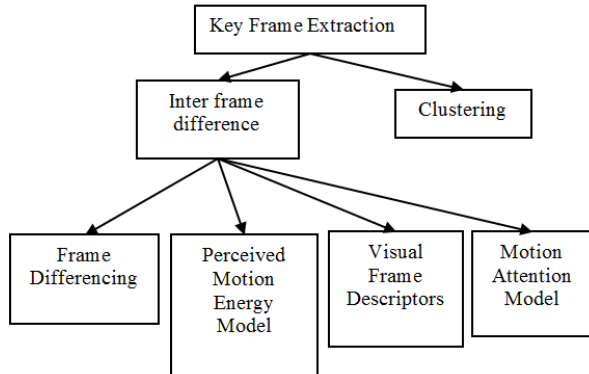 Key Frame Extraction
Inter frame
difference
Clustering
Frame
Differencing
Perceived
Motion
Energy
Model
Visual
Frame
Descriptors
Motion
Attention
Model